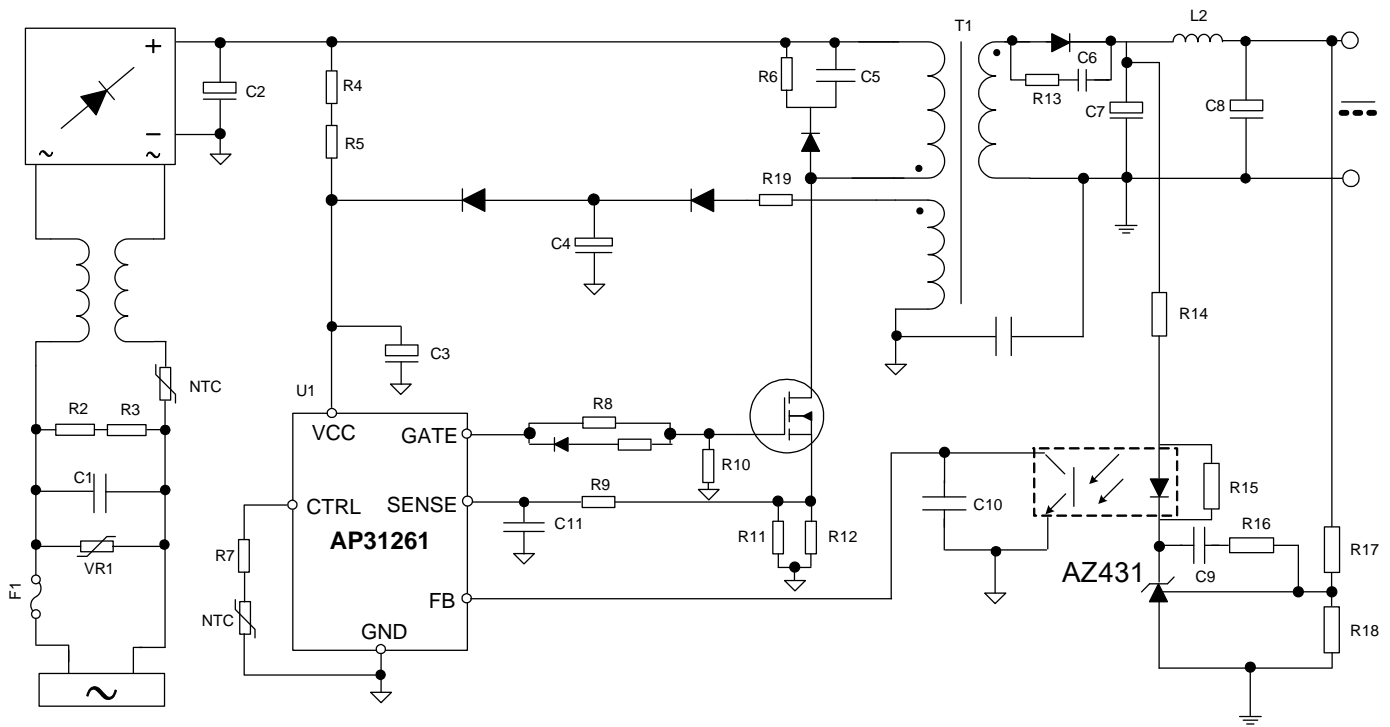 T1
L2
+
C2
R4
R6
C5
C6
R13
C7
C8
−
~
~
R5
R19
C4
R14
C3
NTC
U1
R2
R3
VCC
GATE
R8
R10
C1
CTRL
SENSE
R9
C10
R15
AP31261
C11
R11
R12
R16
R17
R7
VR1
AZ431
C9
F1
NTC
FB
GND
R18
~